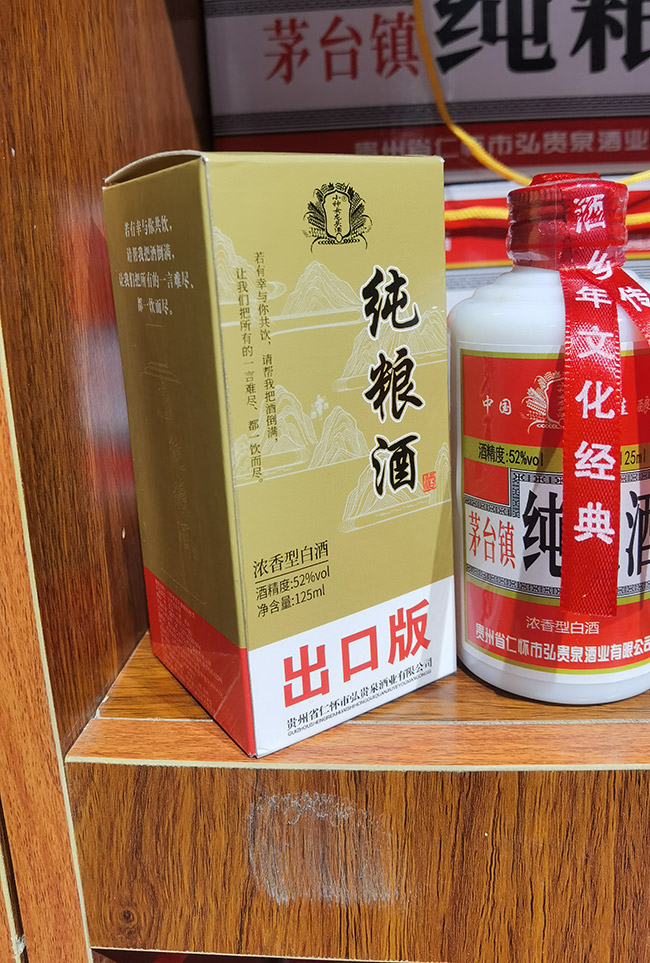 茅台镇
纯粮
贵州省仁怀市弘贵泉酒业
若有幸与你共饮,
请帮我把酒倒满,
让我们把所有的一言难尽、
都一饮而尽。
若有幸与你共饮、请帮我把酒倒满,
让我们把所有的一言难尽、都一饮而尽。
纯粮酒
浓香型白酒
酒精度:52%vol
净含量:125ml
出口版
贵州省仁怀市弘贵泉酒业有限公司
酒乡
年文化经典
传
中国
酒精度:52%vol
125ml
茅台镇
纯
酒
浓香型白酒
贵州省仁怀市弘贵泉酒业有限公司